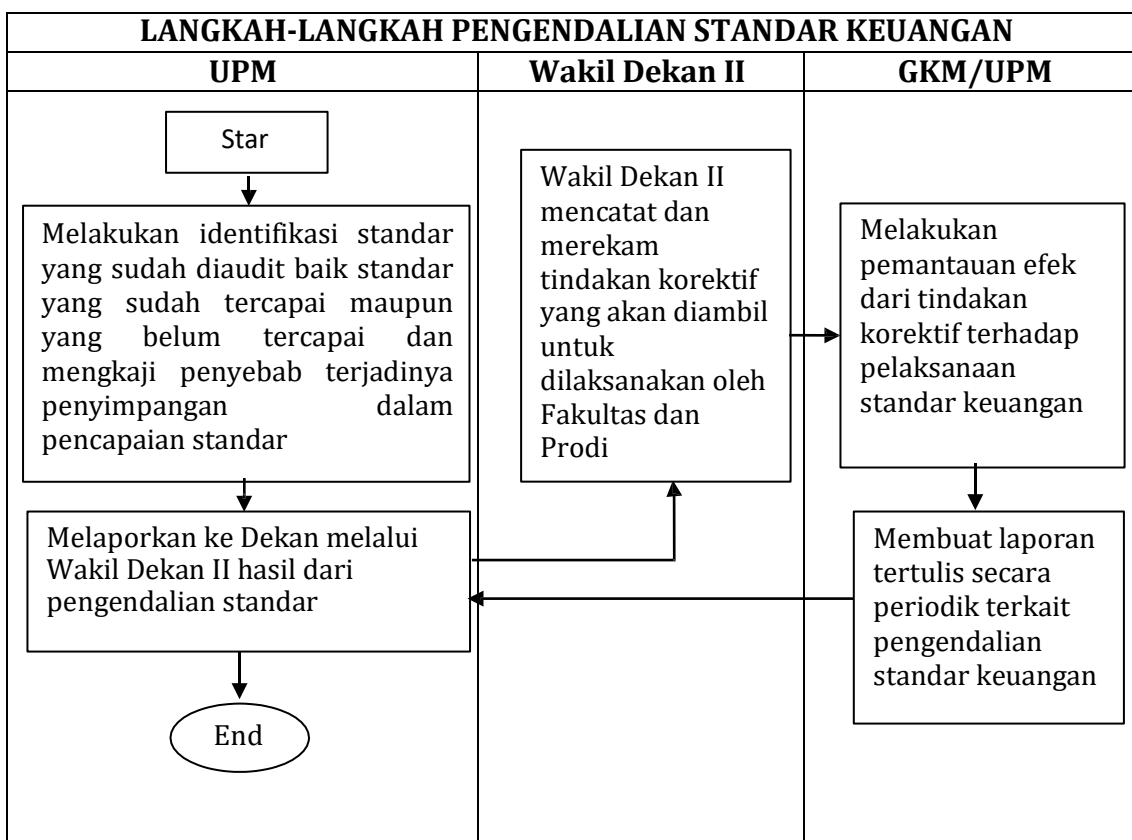 LANGKAH-LANGKAH PENGENDALIAN STANDAR KEUANGAN
UPM
Wakil Dekan II
GKM/UPM
Star
Melakukan identifikasi standar
yang sudah diaudit baik standar
yang sudah tercapai maupun
yang belum tercapai dan
mengkaji penyebab terjadinya
penyimpangan dalam
pencapaian standar
Melaporkan ke Dekan melalui
Wakil Dekan II hasil dari
pengendalian standar
End
Wakil Dekan II
mencatat dan
merekam
tindakan korektif
yang akan diambil
untuk
dilaksanakan oleh
Fakultas dan
Prodi
Melakukan
pemantauan efek
dari tindakan
korektif terhadap
pelaksanaan
standar keuangan
Membuat laporan
tertulis secara
periodik terkait
pengendalian
standar keuangan